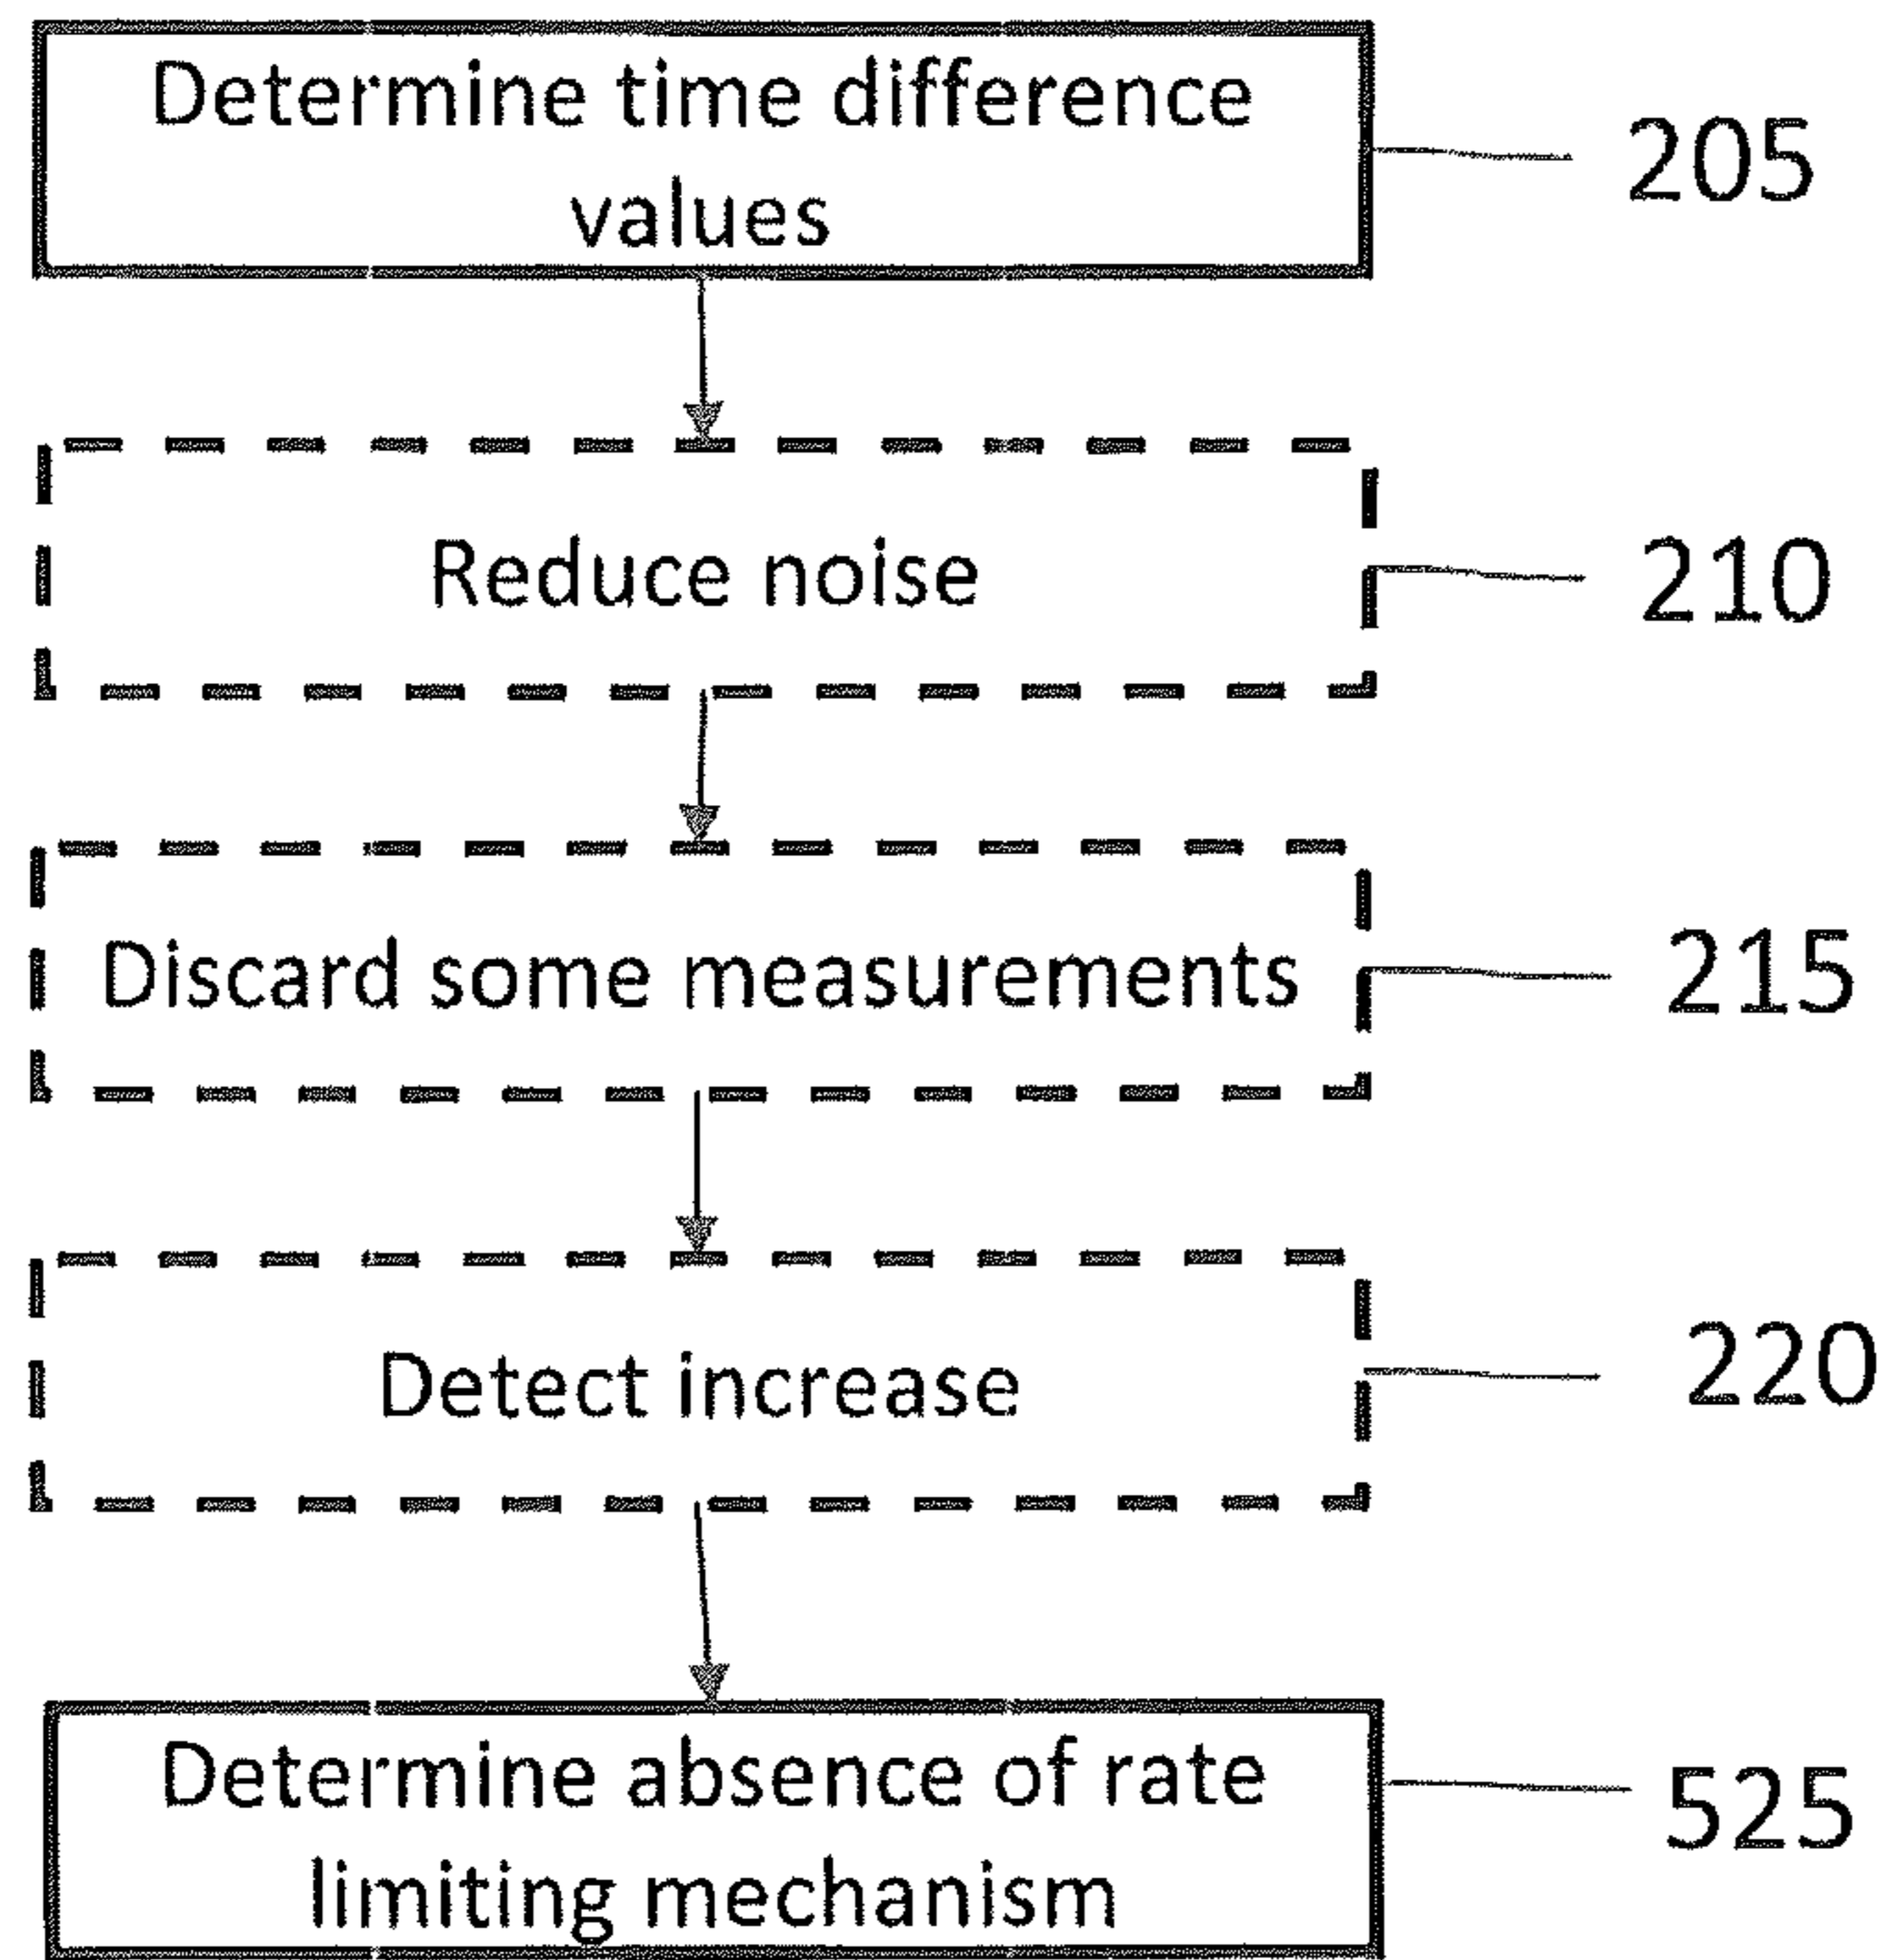 Determine time difference
values
205
Reduce noise
210
Discard some measurements
215
Detect increase
220
Determine absence of rate
limiting mechanism
525